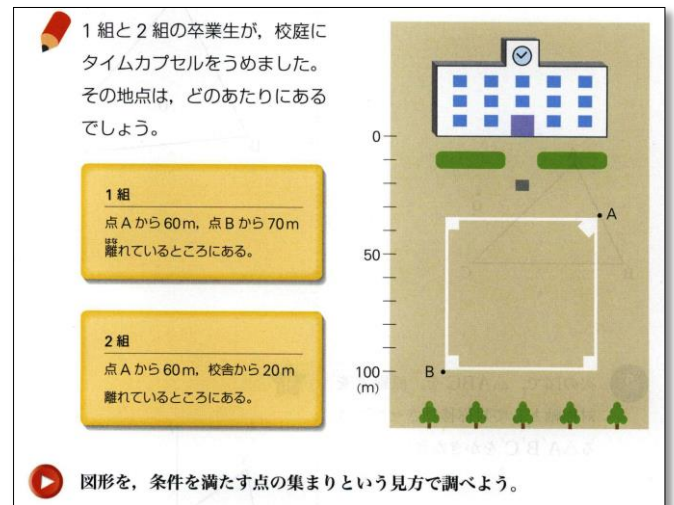 1組と2組の卒業生が，校庭に
タイムカプセルをうめました。
その地点は，どのあたりにある
でしょう。
1組
点Aから60m，点Bから70m
はな
離れているところにある。
2組
点Aから60m，校舎から20m
離れているところにある。
0
A
50
100
(m)
B
図形を，条件を満たす点の集まりという見方で調べよう。